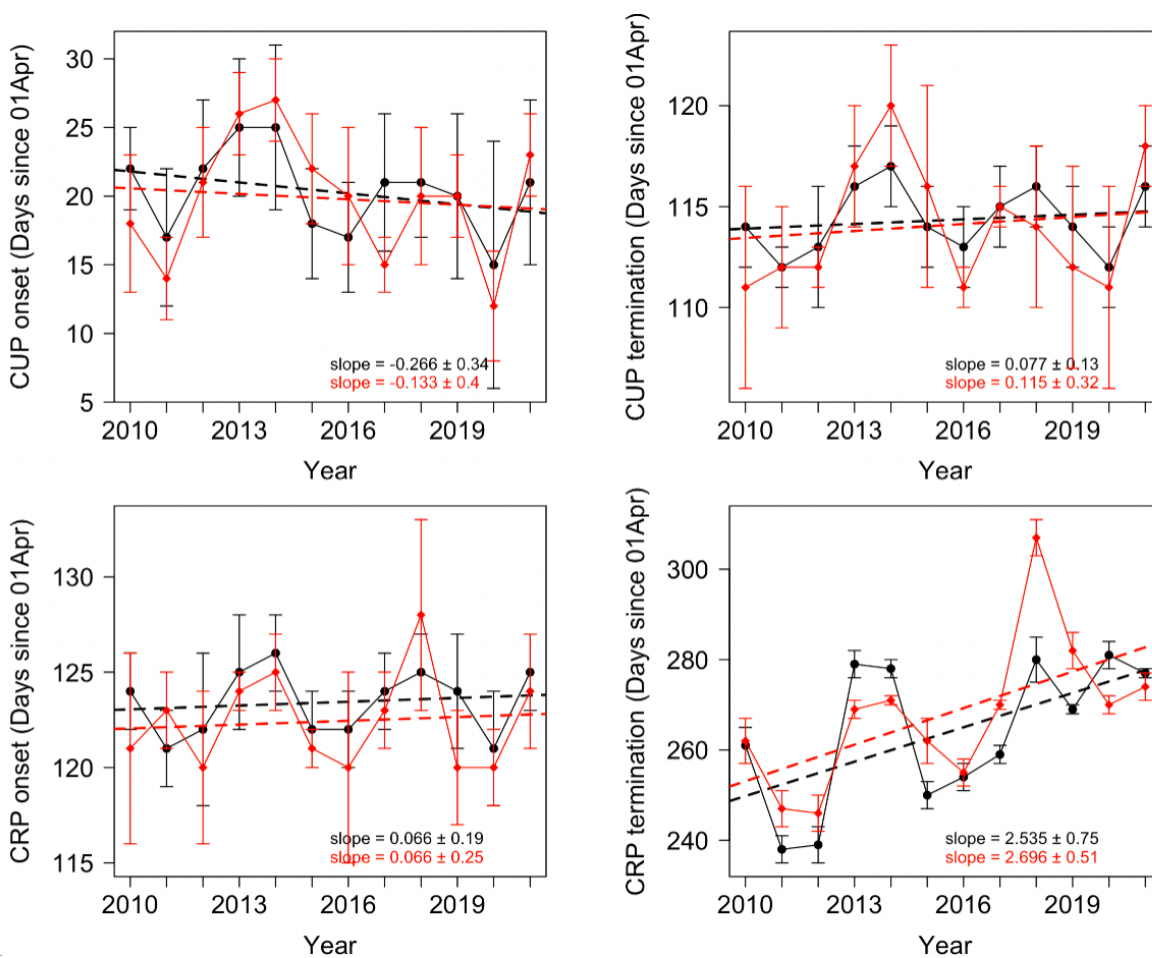 CUP onset (Days since 01Apr)
30
25
20
15
10
5
slope = -0.266 ± 0.34
slope = -0.133 ± 0.4
2010 2013 2016 2019
Year
CUP termination (Days since 01Apr)
120
115
110
slope = 0.077 ± 0.13
slope = 0.115 ± 0.32
2010 2013 2016 2019
Year
CRP onset (Days since 01Apr)
130
125
120
115
slope = 0.066 ± 0.19
slope = 0.066 ± 0.25
2010 2013 2016 2019
Year
CRP termination (Days since 01Apr)
300
280
260
240
slope = 2.535 ± 0.75
slope = 2.696 ± 0.51
2010 2013 2016 2019
Year